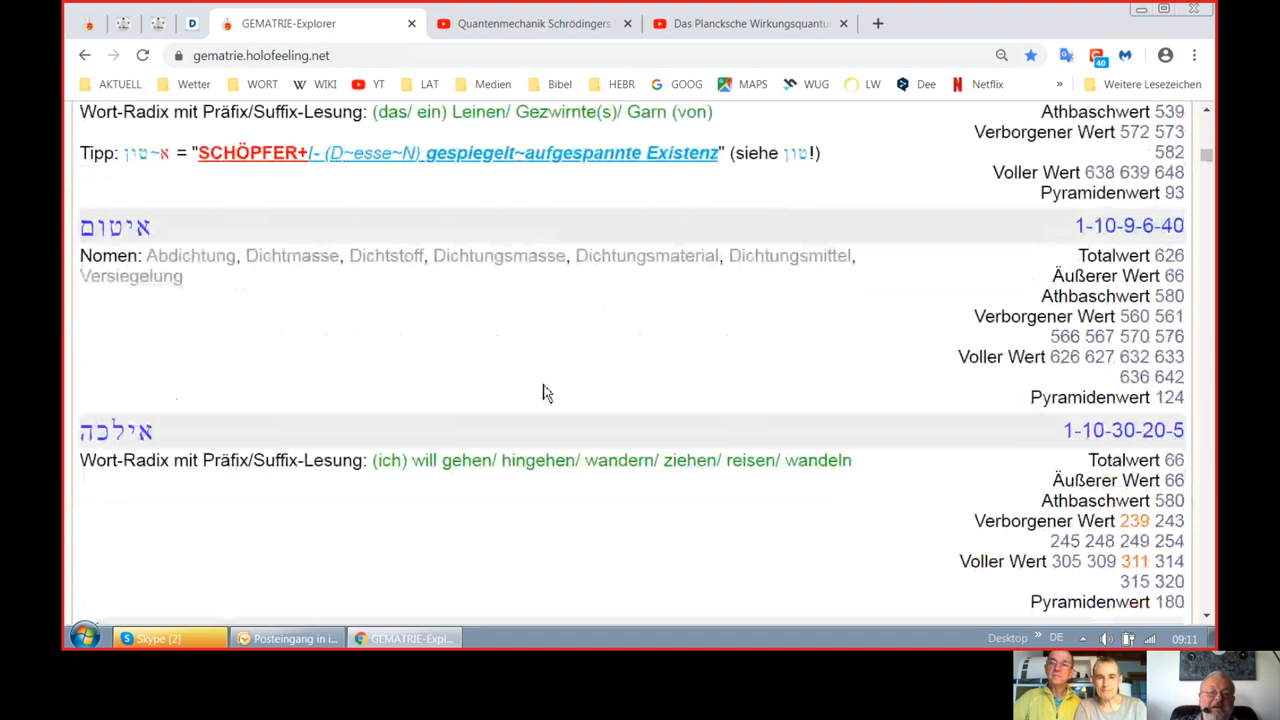 GEMATRIE-Explorer
Quantenmechanik Schrödingers
Das Plancksche Wirkungsquantu
gematrie.holofeeling.net
40
AKTUELL Wetter WORT WIKI YT LAT Medien Bibel HEBR GOOG MAPS WUG LW Dee Netflix » Weitere Lesezeichen
Wort-Radix mit Präfix/Suffix-Lesung: (das/ ein) Leinen/ Gezwirnte(s)/ Garn (von)
Athbaschwert 539
Verborgener Wert 572 573
582
Tipp: א~טון = "SCHÖPFER+/- (D~esse~N) gespiegelt~aufgespannte Existenz" (siehe טון!)
Voller Wert 638 639 648
Pyramidenwert 93
איטום 1-10-9-6-40
Nomen: Abdichtung, Dichtmasse, Dichtstoff, Dichtungsmasse, Dichtungsmaterial, Dichtungsmittel,
Versiegelung
Totalwert 626
Äußerer Wert 66
Athbaschwert 580
Verborgener Wert 560 561
566 567 570 576
Voller Wert 626 627 632 633
636 642
Pyramidenwert 124
אילכה 1-10-30-20-5
Wort-Radix mit Präfix/Suffix-Lesung: (ich) will gehen/ hingehen/ wandern/ ziehen/ reisen/ wandeln
Totalwert 66
Äußerer Wert 66
Athbaschwert 580
Verborgener Wert 239 243
245 248 249 254
Voller Wert 305 309 311 314
315 320
Pyramidenwert 180
Skype [2] Posteingang in i... GEMATRIE-Expl... Desktop » DE 09:11